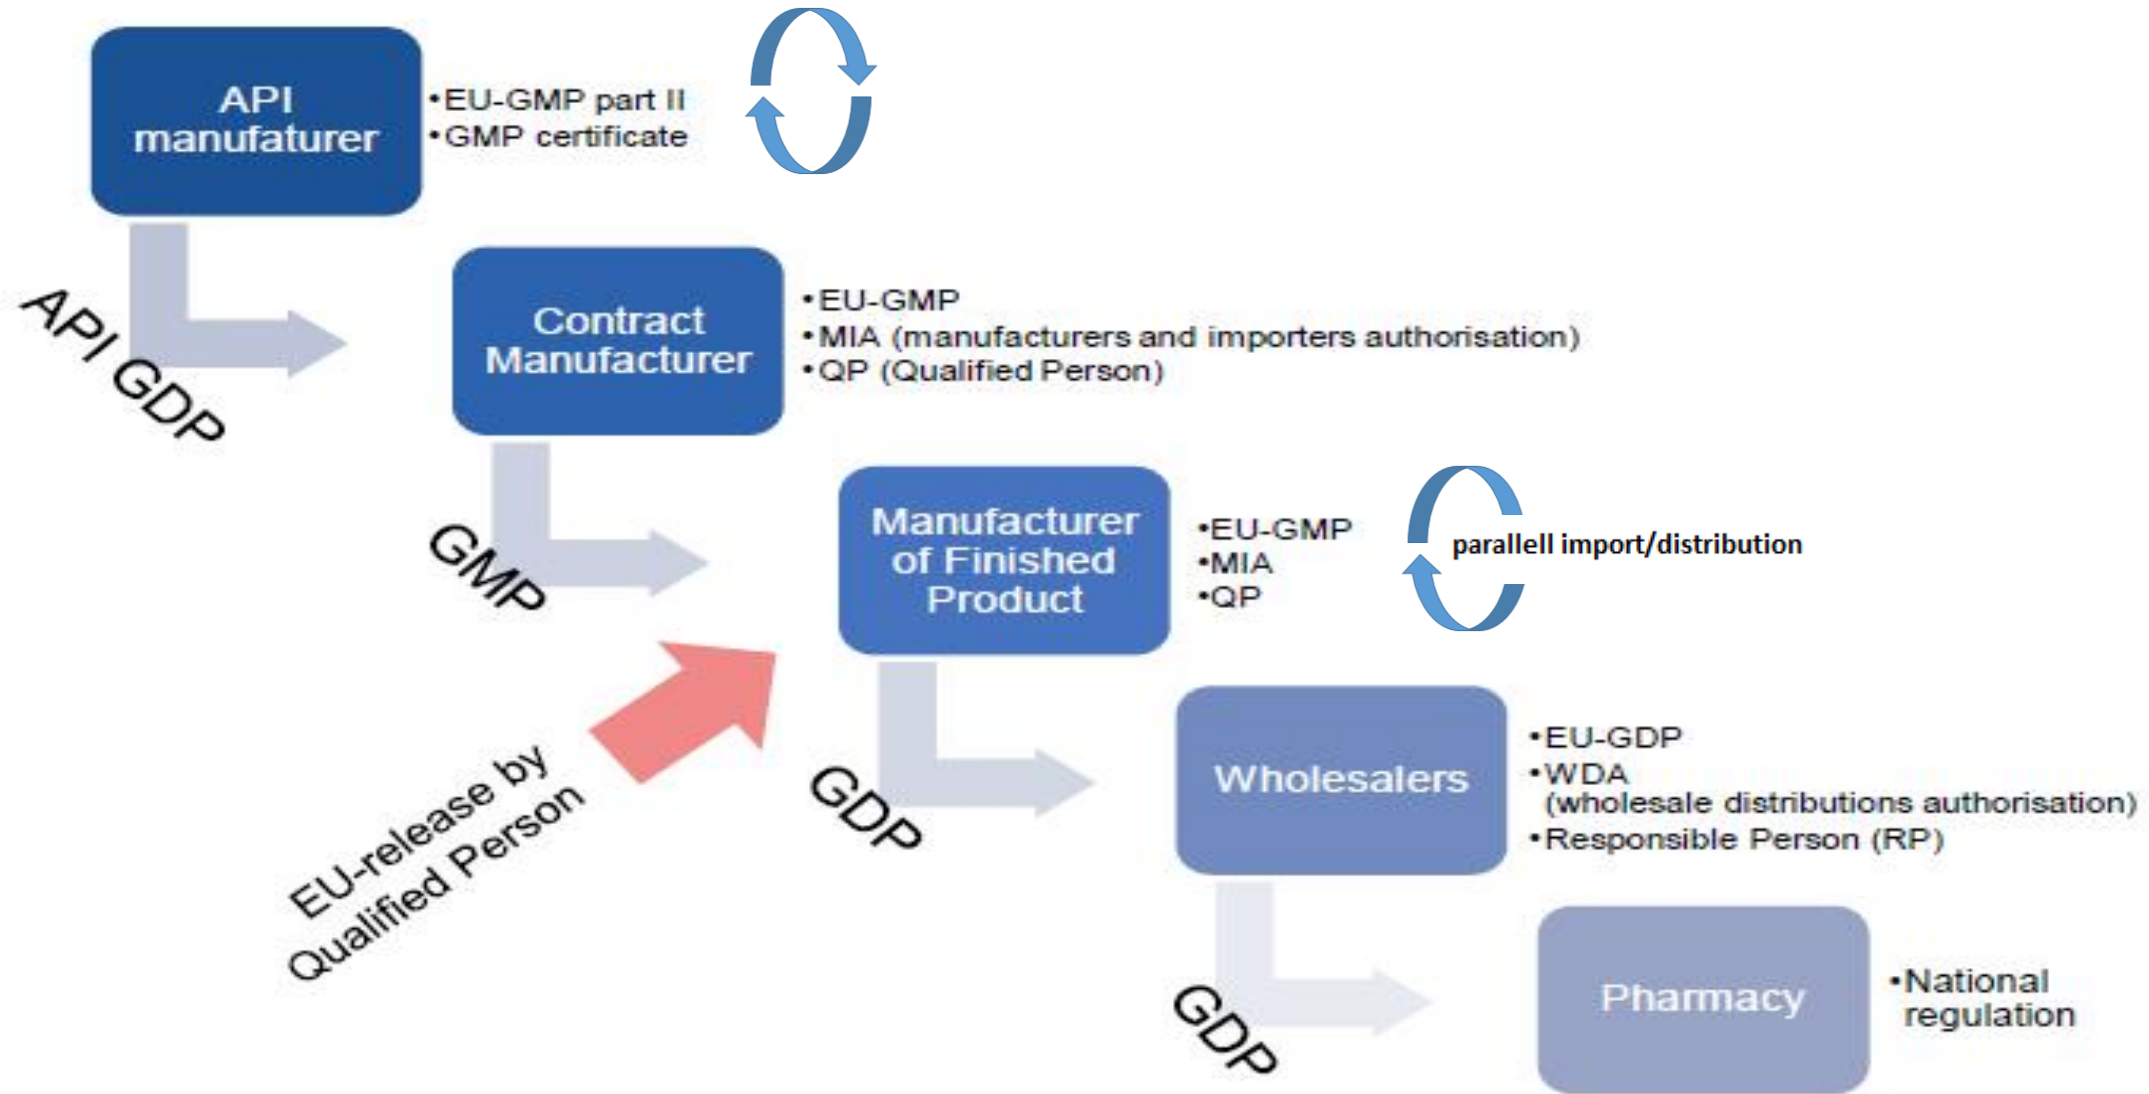 API
manufaturer
•EU-GMP part II
•GMP certificate
API GDP
Contract
Manufacturer
•EU-GMP
•MIA (manufacturers and importers authorisation)
•QP (Qualified Person)
GMP
Manufacturer
of Finished
Product
•EU-GMP
•MIA
•QP
parallell import/distribution
EU-release by
Qualified Person
GDP
Wholesalers
•EU-GDP
•WDA
(wholesale distributions authorisation)
•Responsible Person (RP)
GDP
Pharmacy
•National
regulation